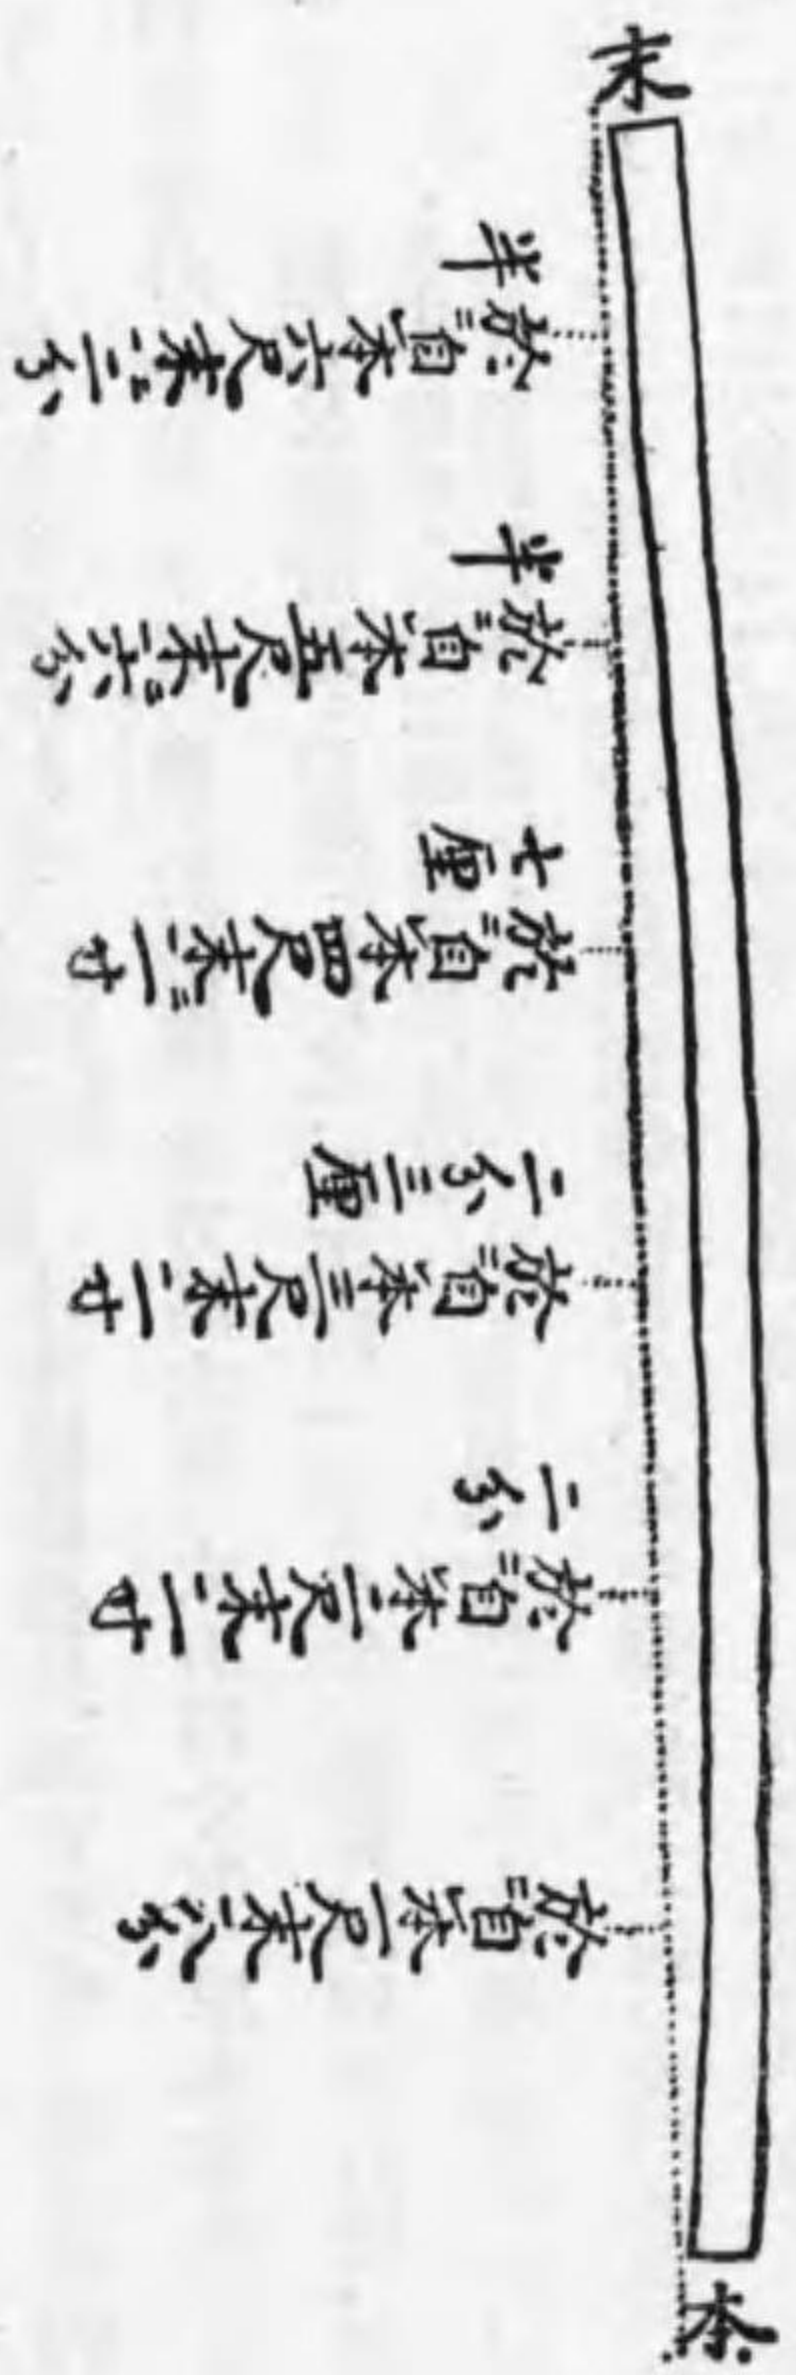 本
於自本一尺末八分
於自本二尺末一寸
二分
於自本三尺末一寸
二分三厘
於自本四尺末一寸
七厘
於自本五尺末六分
半
於自本六尺末二分
半
末